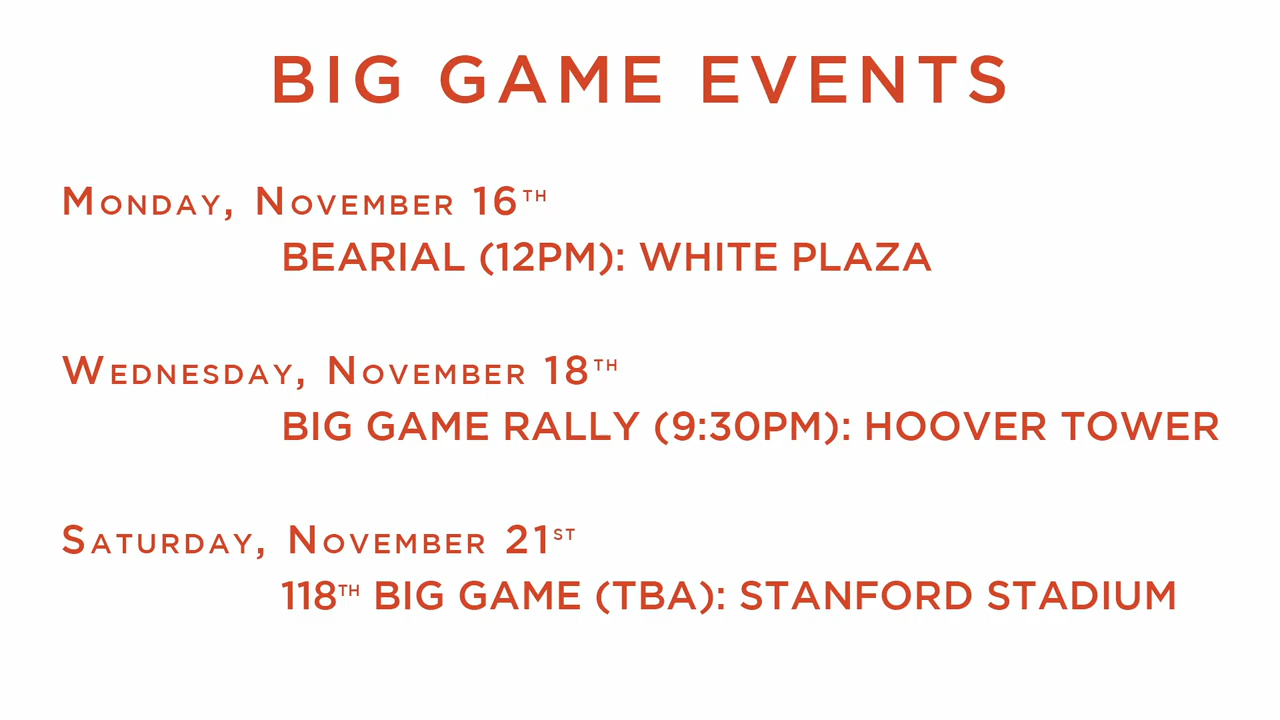 BIG GAME EVENTS
Monday, November 16TH
BEARIAL (12PM): WHITE PLAZA
Wednesday, November 18TH
BIG GAME RALLY (9:30PM): HOOVER TOWER
Saturday, November 21ST
118TH BIG GAME (TBA): STANFORD STADIUM